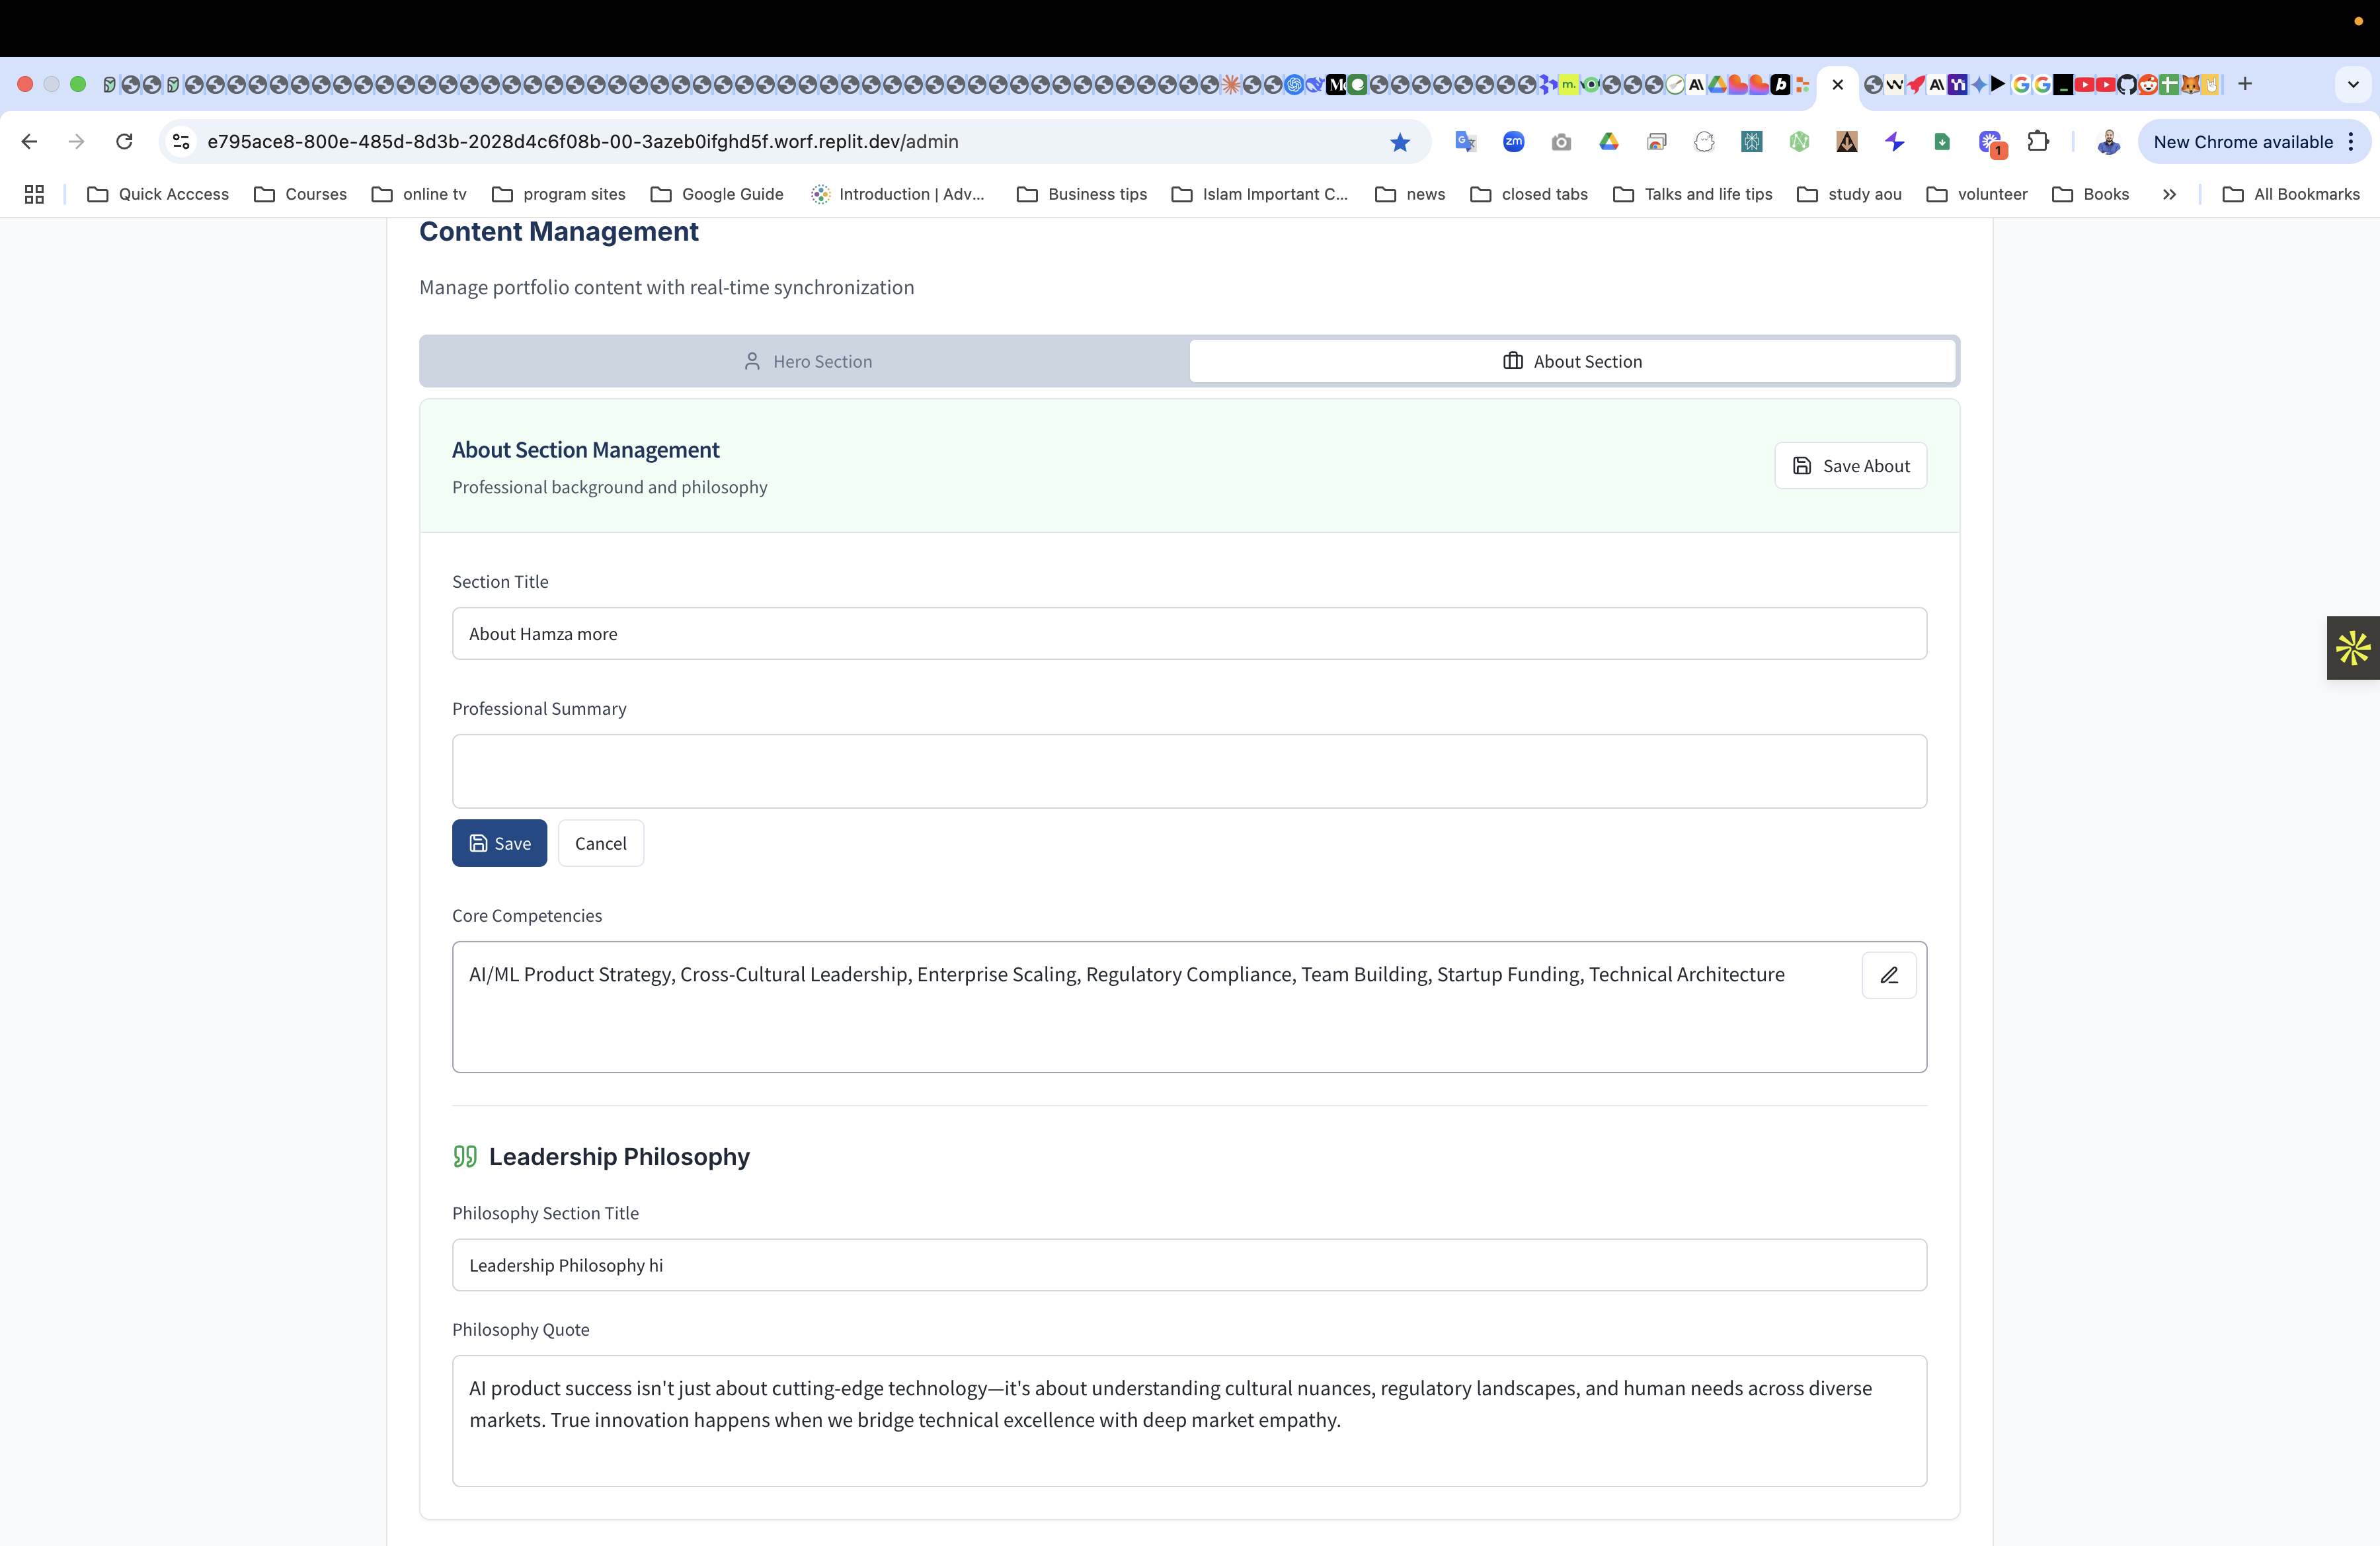 e795ace8-800e-485d-8d3b-2028d4c6f08b-00-3azeb0ifghd5f.worf.replit.dev/admin
zm
1
New Chrome available
Quick Acccess
Courses
online tv
program sites
Google Guide
Introduction | Adv...
Business tips
Islam Important C...
news
closed tabs
Talks and life tips
study aou
volunteer
Books
All Bookmarks
Content Management
Manage portfolio content with real-time synchronization
Hero Section
About Section
About Section Management
Professional background and philosophy
Save About
Section Title
About Hamza more
Professional Summary
Save
Cancel
Core Competencies
AI/ML Product Strategy, Cross-Cultural Leadership, Enterprise Scaling, Regulatory Compliance, Team Building, Startup Funding, Technical Architecture
Leadership Philosophy
Philosophy Section Title
Leadership Philosophy hi
Philosophy Quote
AI product success isn't just about cutting-edge technology—it's about understanding cultural nuances, regulatory landscapes, and human needs across diverse
markets. True innovation happens when we bridge technical excellence with deep market empathy.